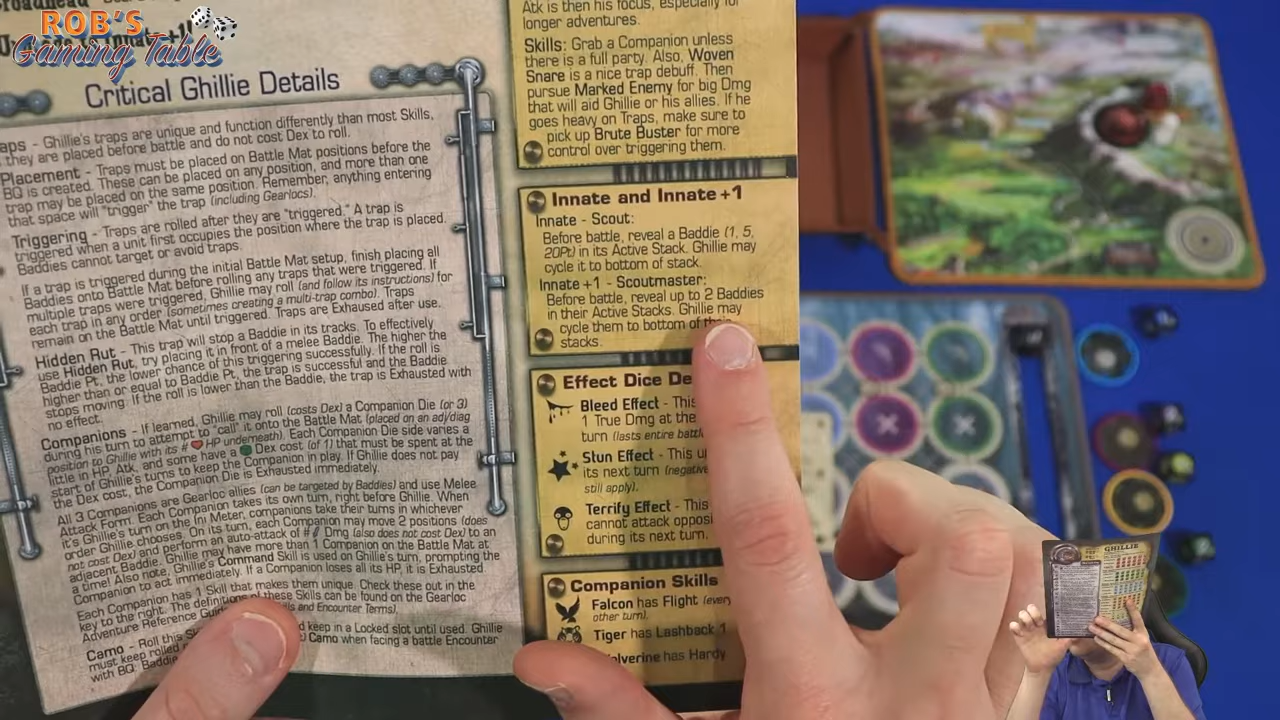 ROB'S
Gaming Table
Critical Ghillie Details
aps - Ghillie's traps are unique and function differently than most Skills,
they are placed before battle and do not cost Dex to roll.
Placement - Traps must be placed on Battle Mat positions before the
BQ is created. These can be placed on any position, and more than one
trap may be placed on the same position. Remember, anything entering
that space will "trigger" the trap (including Gearlocs).
Triggering - Traps are rolled after they are "triggered." A trap is
triggered when a unit first occupies the position where the trap is placed.
Baddies cannot target or avoid traps.
If a trap is triggered during the initial Battle Mat setup, finish placing all
Baddies onto Battle Mat before rolling any traps that were triggered. If
multiple traps were triggered, Ghillie may roll (and follow its instructions) for
each trap in any order (sometimes creating a multi-trap combo). Traps
remain on the Battle Mat until triggered. Traps are Exhausted after use.
Hidden Rut - This trap will stop a Baddie in its tracks. To effectively
use Hidden Rut, try placing it in front of a melee Baddie. The higher the
Baddie Pt, the lower chance of this triggering successfully. If the roll is
higher than or equal to Baddie Pt, the trap is successful and the Baddie
stops moving. If the roll is lower than the Baddie, the trap is Exhausted with
no effect.
Companions - If learned, Ghillie may roll (costs Dex) a Companion Die (or 3)
during his turn to attempt to "call" it onto the Battle Mat (placed on an ad/diag
position to Ghillie with its # HP underneath). Each Companion Die side varies a
little in HP, Atk, and some have a Dex cost (of 1) that must be spent at the
start of Ghillie's turns to keep the Companion in play. If Ghillie does not pay
the Dex cost, the Companion Die is Exhausted immediately.
All 3 Companions are Gearloc allies (can be targeted by Baddies) and use Melee
Attack Form. Each Companion takes its own turn, right before Ghillie. When
it's Ghillie's turn on the Ini Meter, companions take their turns in whichever
order Ghillie chooses. On its turn, each Companion may move 2 positions (does
not cost Dex) and perform an auto-attack of # Dmg (also does not cost Dex) to an
adjacent Baddie. Ghillie may have more than 1 Companion on the Battle Mat at
a time! Also note, Ghillie's Command Skill is used on Ghillie's turn, prompting the
Companion to act immediately. If a Companion loses all its HP, it is Exhausted.
Each Companion has 1 Skill that makes them unique. Check these out in the
key to the right. The definitions of these Skills can be found on the Gearloc
Adventure Reference Gui ills and Encounter Terms).
Camo - Roll this Sk d keep in a Locked slot until used. Ghillie
must keep rolled Camo when facing a battle Encounter
with BQ. Baddie
Atk is then his focus, especially for
longer adventures.
Skills: Grab a Companion unless
there is a full party. Also, Woven
Snare is a nice trap debuff. Then
pursue Marked Enemy for big Dmg
that will aid Ghillie or his allies. If he
goes heavy on Traps, make sure to
pick up Brute Buster for more
control over triggering them.
Innate and Innate +1
Innate - Scout:
Before battle, reveal a Baddie (1, 5,
20Pt) in its Active Stack. Ghillie may
cycle it to bottom of stack.
Innate +1 - Scoutmaster:
Before battle, reveal up to 2 Baddies
in their Active Stacks. Ghillie may
cycle them to bottom of their
stacks.
Effect Dice De
Bleed Effect - This
1 True Dmg at the
turn (lasts entire battl
Stun Effect - This u
its next turn (negative
still apply).
Terrify Effect - This
cannot attack opposi
during its next turn.
Companion Skills
Falcon has Flight (every
other turn).
Tiger has Lashback 1
olverine has Hardy
GHILLIE